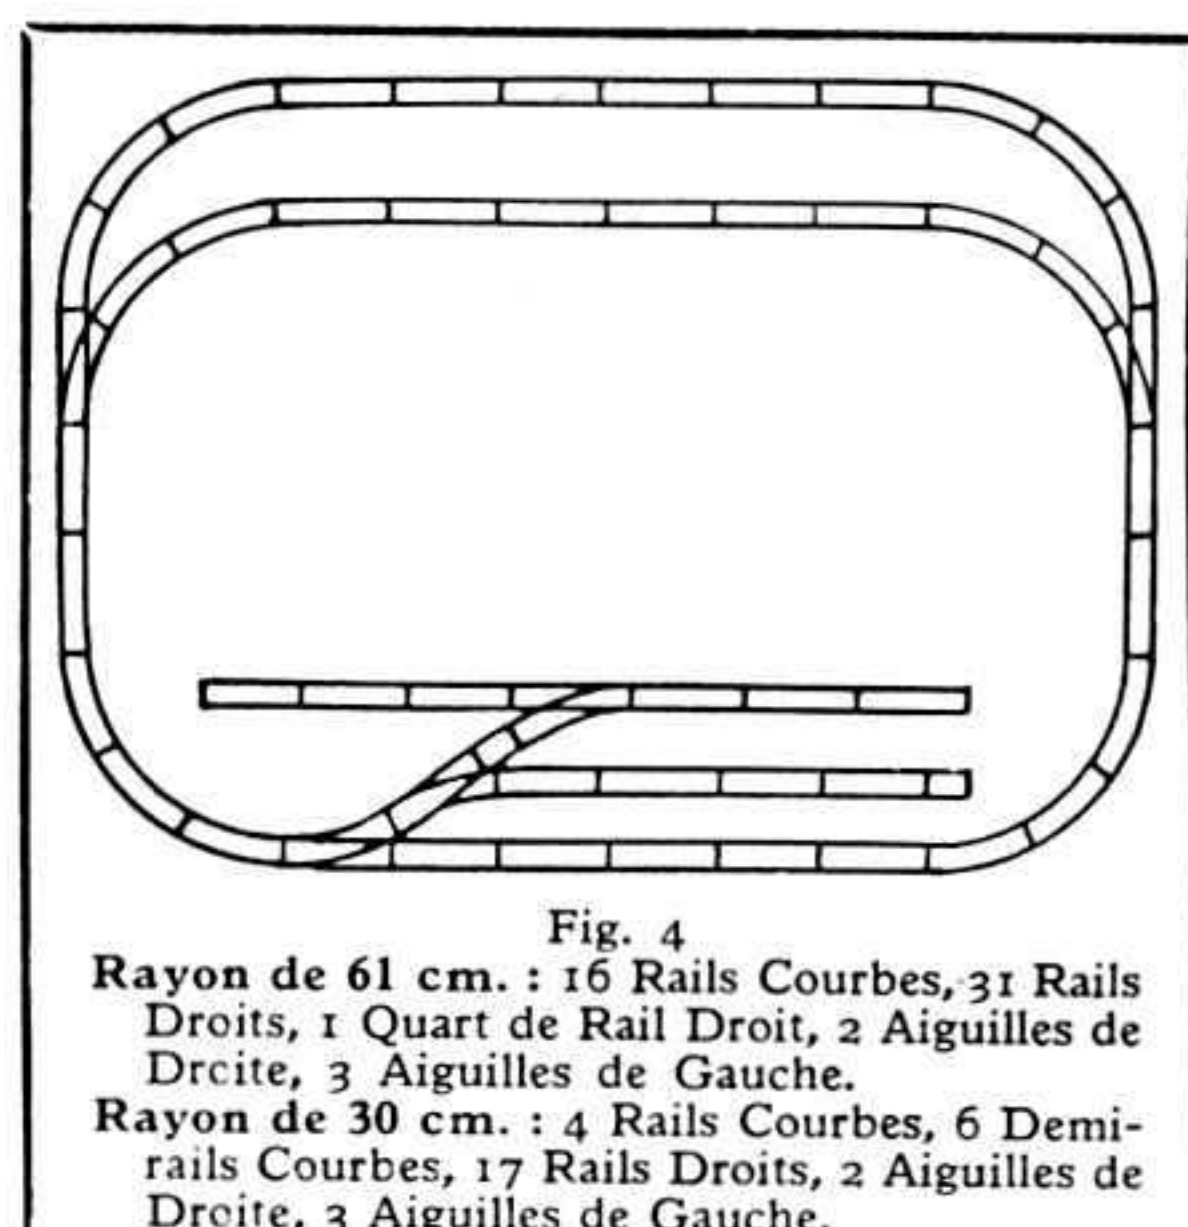 Fig. 4
Rayon de 61 cm. : 16 Rails Courbes, 31 Rails
Droits, 1 Quart de Rail Droit, 2 Aiguilles de
Drcite, 3 Aiguilles de Gauche.
Rayon de 30 cm. : 4 Rails Courbes, 6 Demi-
rails Courbes, 17 Rails Droits, 2 Aiguilles de
Droite, 3 Aiguilles de Gauche.